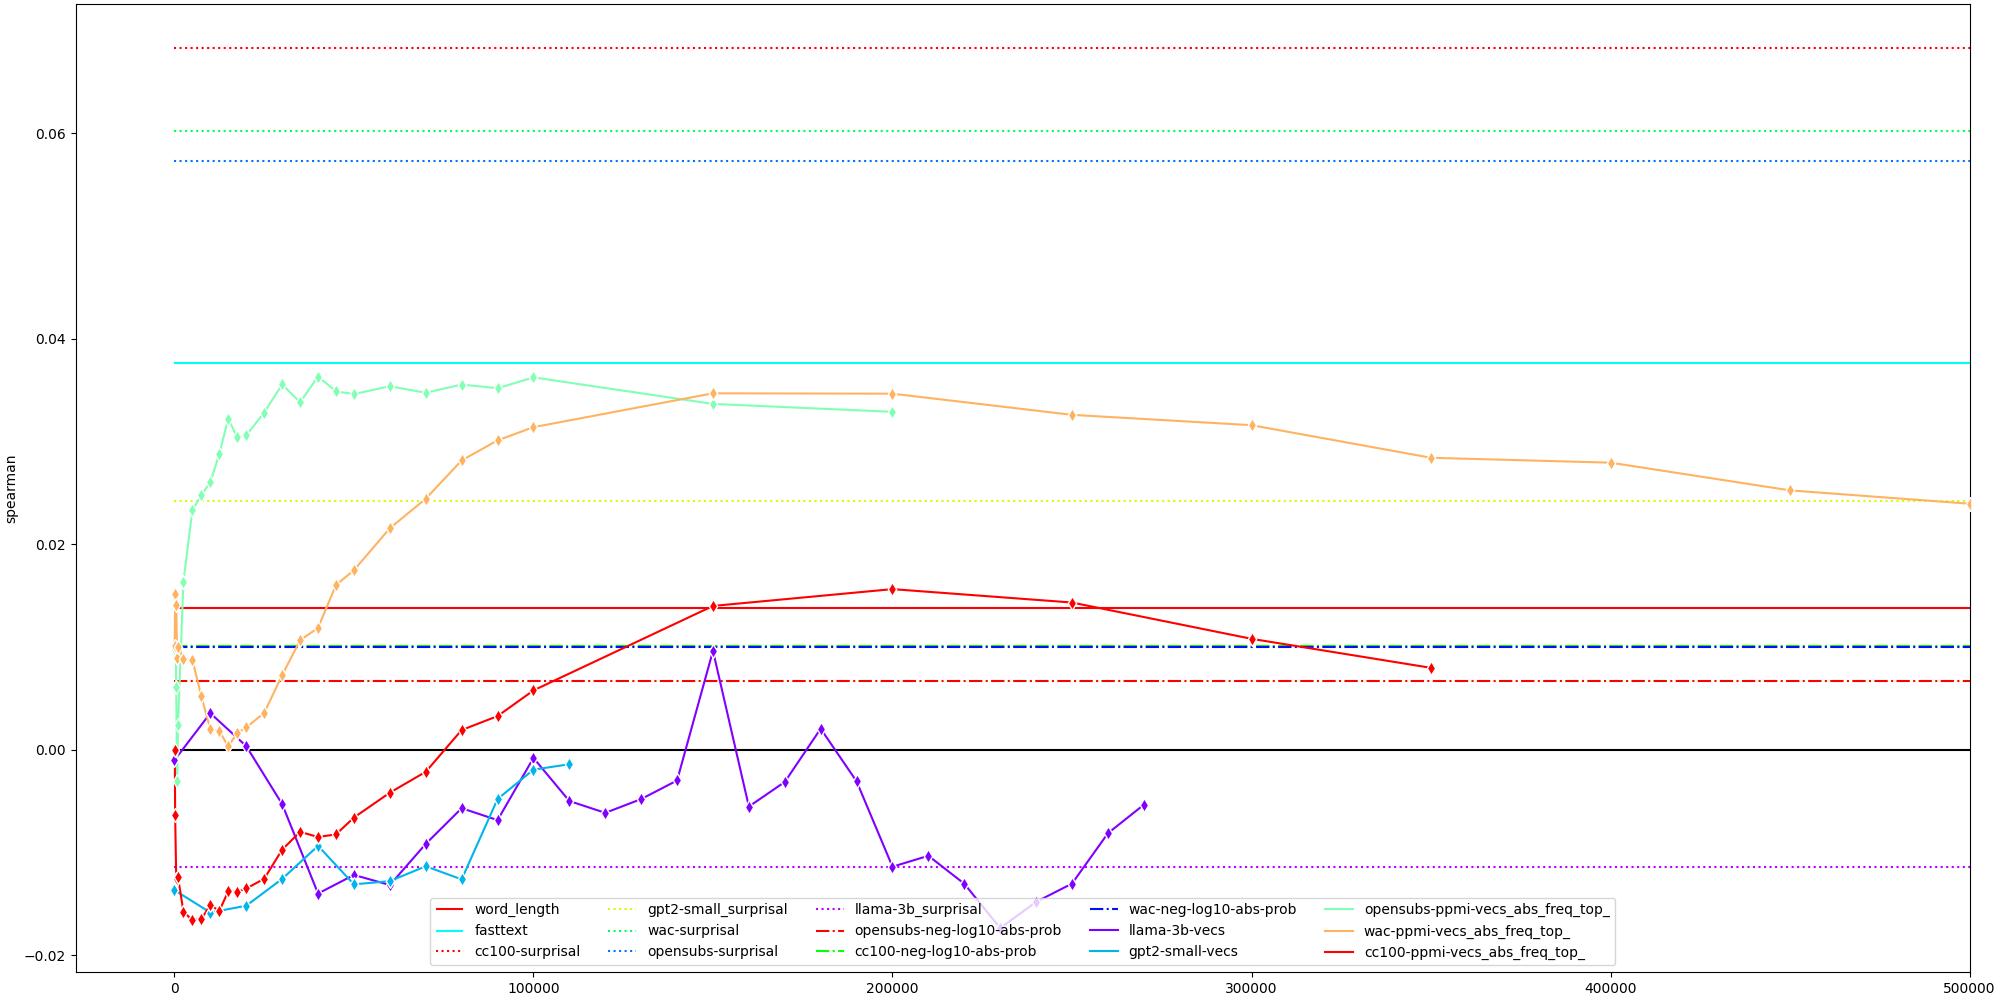 0.06
0.04
0.02
0.00
−0.02
spearman
word_length
fasttext
cc100-surprisal
gpt2-small_surprisal
wac-surprisal
opensubs-surprisal
llama-3b_surprisal
opensubs-neg-log10-abs-prob
cc100-neg-log10-abs-prob
wac-neg-log10-abs-prob
llama-3b-vecs
gpt2-small-vecs
opensubs-ppmi-vecs_abs_freq_top_
wac-ppmi-vecs_abs_freq_top_
cc100-ppmi-vecs_abs_freq_top_
0 100000 200000 300000 400000 500000